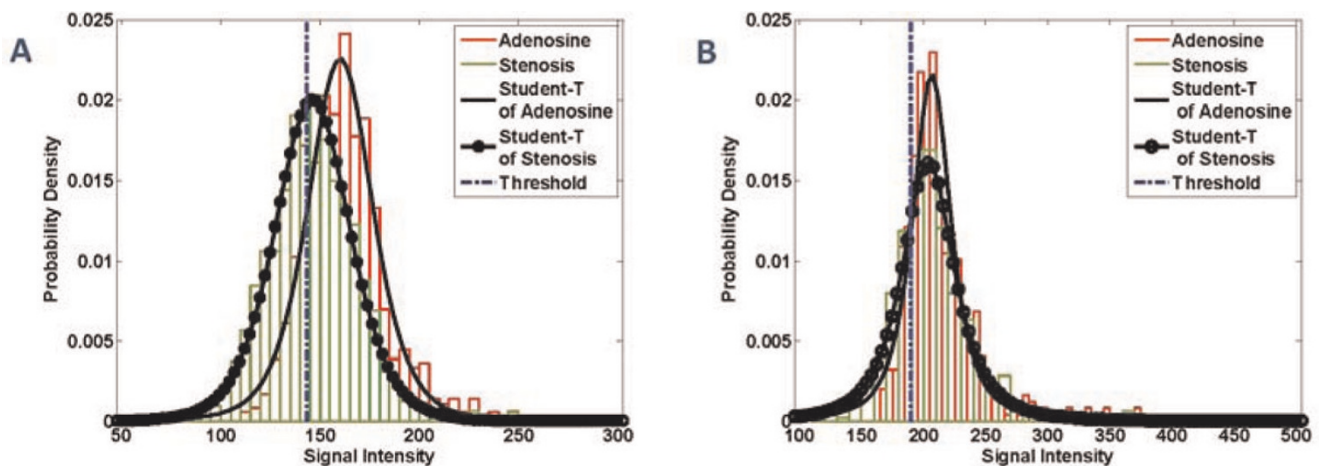 A
0.025
0.02
0.015
0.01
0.005
0
Probability Density
50
100
150
200
250
300
Signal Intensity
Adenosine
Stenosis
Student-T
of Adenosine
Student-T
of Stenosis
Threshold
B
0.025
0.02
0.015
0.01
0.005
0
Probability Density
100
150
200
250
300
350
400
450
500
Signal Intensity
Adenosine
Stenosis
Student-T
of Adenosine
Student-T
of Stenosis
Threshold